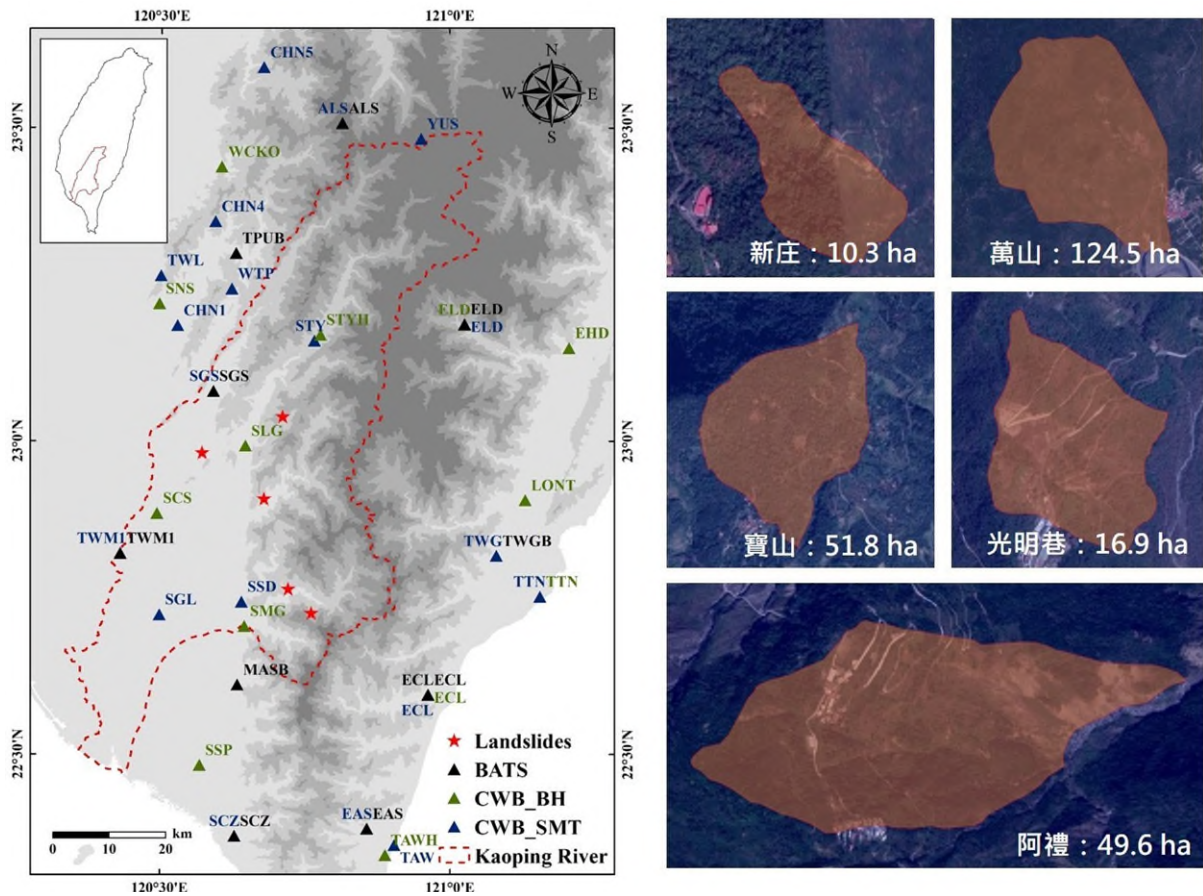 120°30'E
121°0'E
CHN5
N
W
E
S
ALSALS
YUS
23°30'N
23°30'N
WCKO
CHN4
TPUB
TWL
WTP
SNS
CHN1
STYH
STY
ELDELD
ELD
EHD
SGSSGS
23°0'N
23°0'N
SLG
SCS
LONT
TWM1TWM1
TWGTWGB
TTNTTN
SGL
SSD
SMG
MASB
ECLECL
ECL
ECL
22°30'N
22°30'N
SSP
SCZSCZ
EASEAS
TAWH
TAW
Landslides
BATS
CWB_BH
CWB_SMT
Kaoping River
km
0
10
20
120°30'E
121°0'E
新庄：10.3 ha
萬山：124.5 ha
寶山：51.8 ha
光明巷：16.9 ha
阿禮：49.6 ha